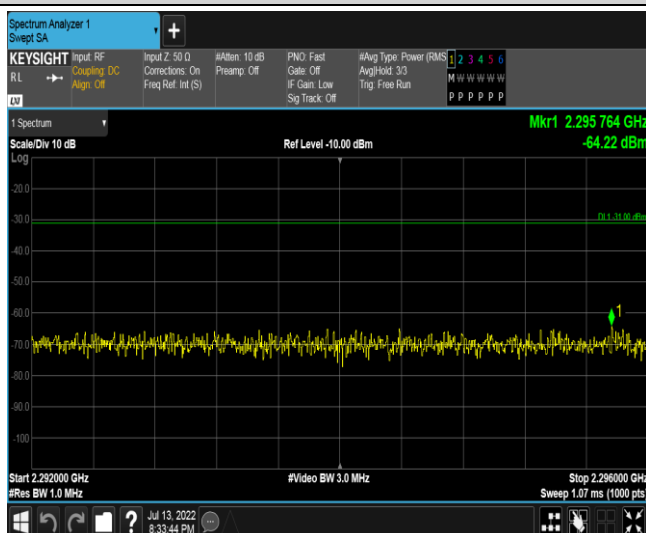 Spectrum Analyzer 1
Swept SA
+
KEYSIGHT
RL
LXI
Input: RF
Coupling: DC
Align: Off
Input Z: 50 Ω
Corrections: On
Freq Ref: Int (S)
#Atten: 10 dB
Preamp: Off
PNO: Fast
Gate: Off
IF Gain: Low
Sig Track: Off
#Avg Type: Power (RMS
Avg|Hold: 3/3
Trig: Free Run
1 2 3 4 5 6
M W W W W W
P P P P P P
1 Spectrum
Mkr1 2.295 764 GHz
Scale/Div 10 dB
Ref Level -10.00 dBm
-64.22 dBm
Log
-20.0
-30.0
DL1 -31.00 dBm
-40.0
-50.0
-60.0
1
-70.0
-80.0
-90.0
-100
Start 2.292000 GHz
#Video BW 3.0 MHz
Stop 2.296000 GHz
#Res BW 1.0 MHz
Sweep 1.07 ms (1000 pts)
?
Jul 13, 2022
8:33:44 PM